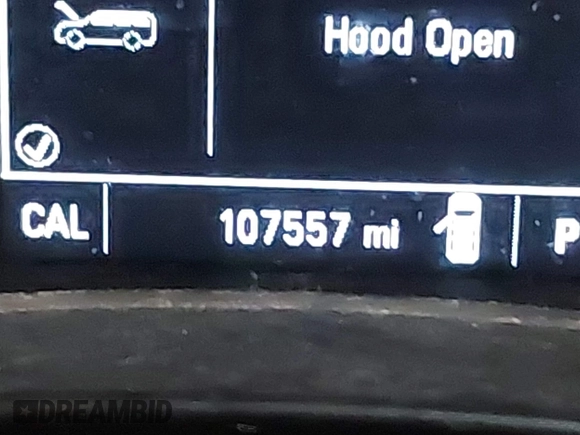 Hood Open
CAL
107557 mi
P
DREAMBID